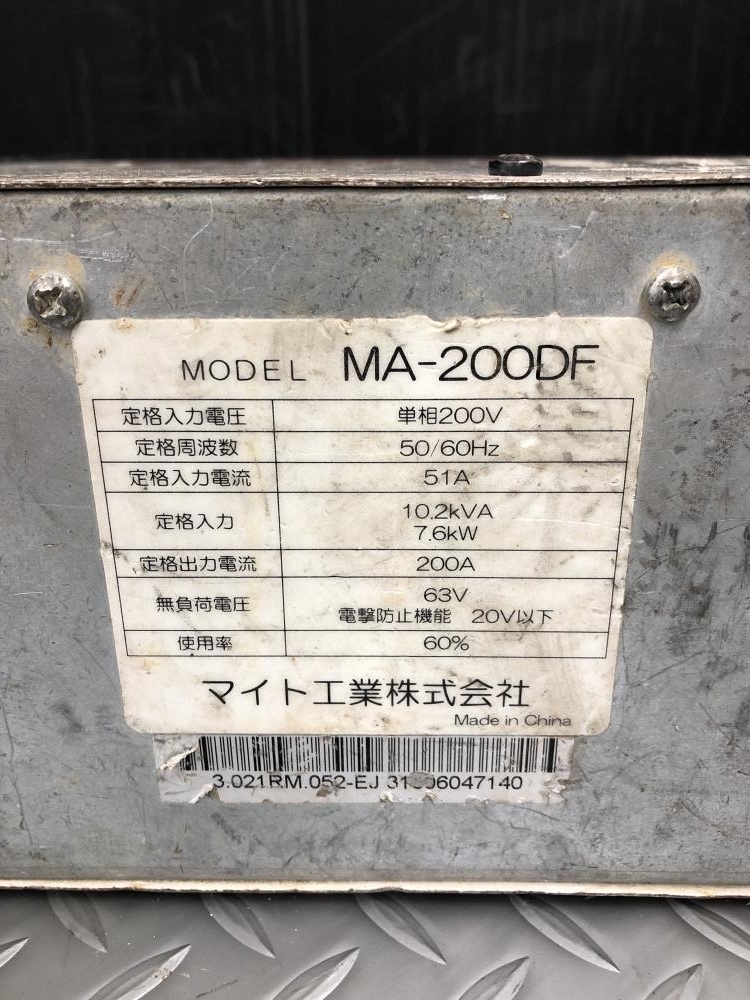 MODEL MA-200DF
定格入力電圧 単相200V
定格周波数 50/60Hz
定格入力電流 51A
定格入力 10.2kVA
7.6kW
定格出力電流 200A
無負荷電圧 63V
電撃防止機能 20V以下
使用率 60%
マイト工業株式会社
Made in China
3.021RM.052-EJ